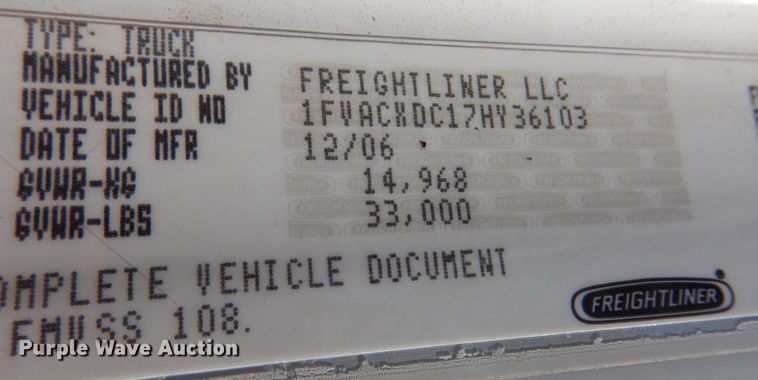 TYPE: TRUCK
MANUFACTURED BY FREIGHTLINER LLC
VEHICLE ID NO 1FVACXDC17HY36103
DATE OF MFR 12/06
GVWR-KG 14,968
GVWR-LBS 33,000
OMPLETE VEHICLE DOCUMENT
FMVSS 108.
FREIGHTLINER
Purple Wave Auction